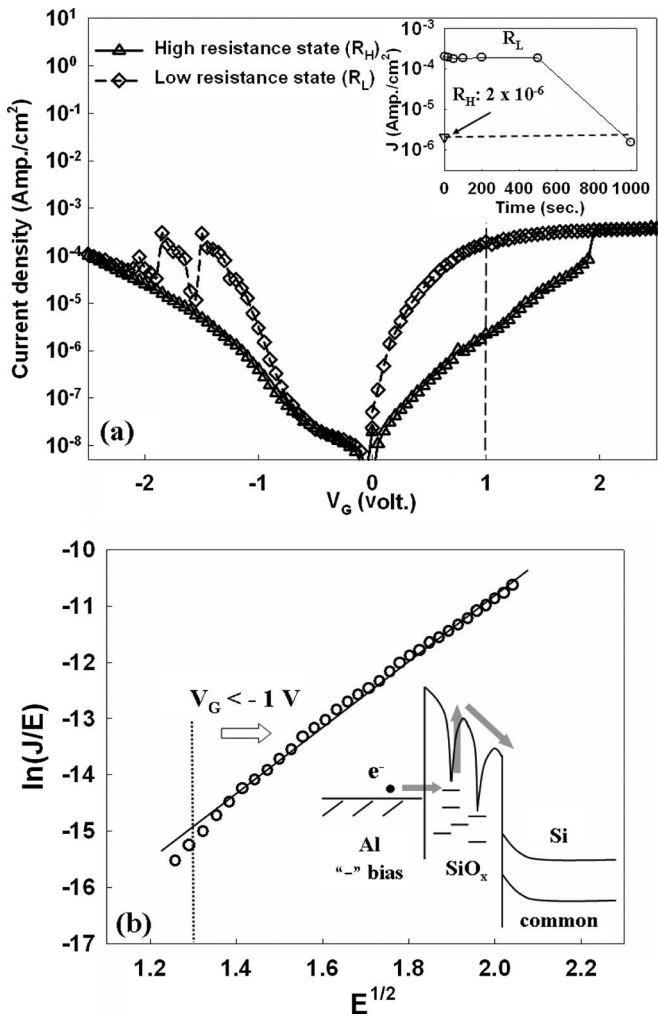 High resistance state (R_H)_2
Low resistance state (R_L)
10^2
10^1
10^0
10^-1
10^-2
10^-3
10^-4
10^-5
10^-6
10^-7
10^-8
Current density (Amp./cm^2)
(a)
-2 -1 0 1 2
V_G (volt.)
10^-3
10^-4
10^-5
10^-6
J (Amp./cm^2)
R_L
R_H: 2 x 10^-6
0 200 400 600 800 1000
Time (sec.)
-10
-11
-12
-13
-14
-15
-16
-17
ln(J/E)
V_G < - 1 V
e^-
Al
“–” bias
SiO_x
Si
common
(b)
1.2 1.4 1.6 1.8 2.0 2.2
E^1/2